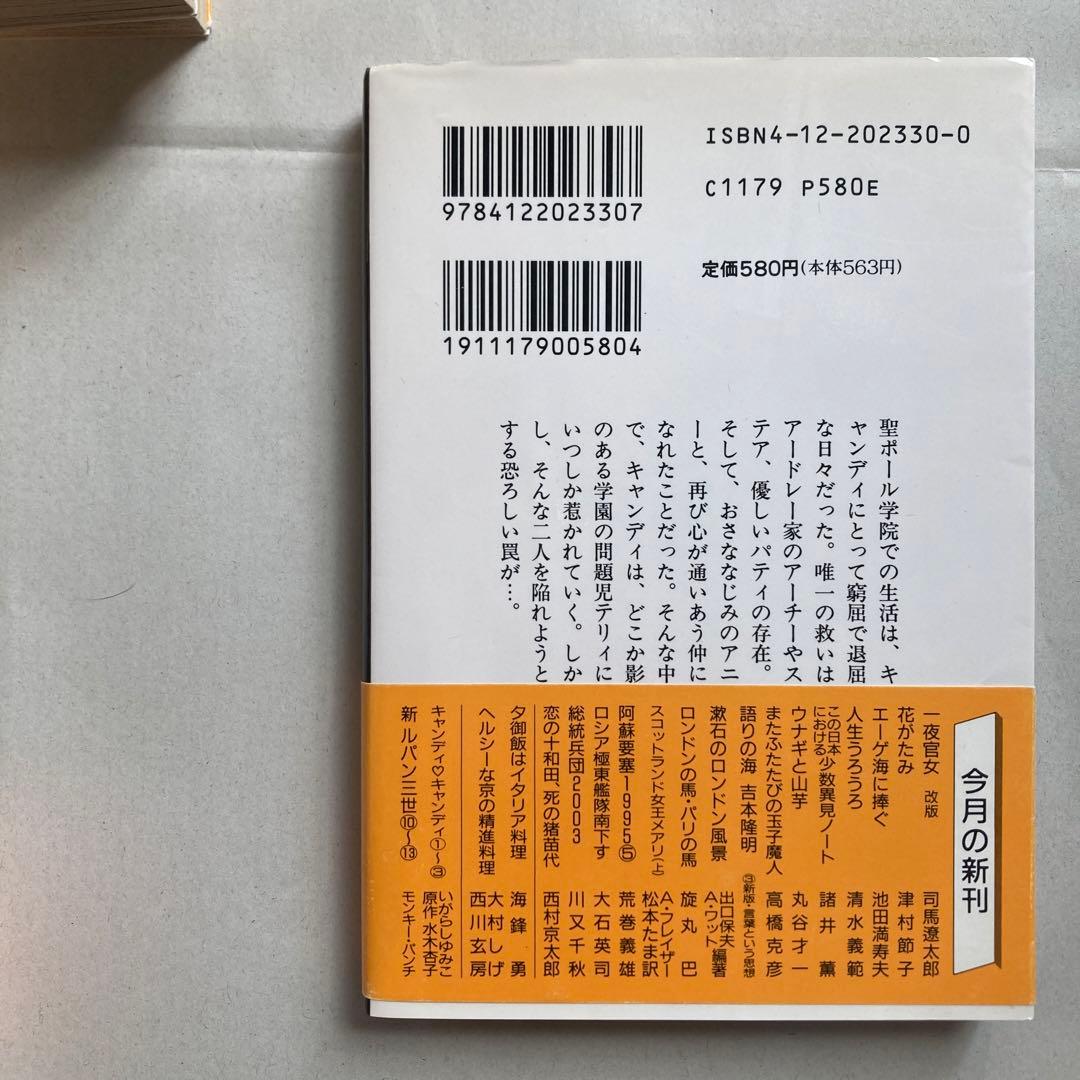 ISBN4-12-202330-0
C1179 P580E
9784122023307
定価580円(本体563円)
1911179005804
聖ポール学院での生活は、キ
ャンディにとって窮屈で退屈
な日々だった。唯一の救いは
アードレー家のアーチーやス
テア、優しいパティの存在。
そして、おさななじみのアニ
ーと、再び心が通いあう仲に
なれたことだった。そんな中
で、キャンディは、どこか影
のある学園の問題児テリィに
いつしか惹かれていく。しか
し、そんな二人を陥れようと
する恐ろしい罠が…。
今月の新刊
一夜官女 改版 司馬遼太郎
花がたみ 津村節子
エーゲ海に捧ぐ 池田満寿夫
人生うろうろ 清水義範
この日本における少数異見ノート 諸井薫
ウナギと山芋 丸谷才一
またふたたびの玉子魔人 高橋克彦
語りの海 吉本隆明 ③新版・言葉という思想
漱石のロンドン風景 出口保夫 A・ワット編著
ロンドンの馬・パリの馬 旋丸巴
スコットランド女王メアリ(上) A・フレイザー 松本たま訳
阿蘇要塞1995⑤ 荒巻義雄
ロシア極東艦隊南下す 大石英司
総統兵団2003 川又千秋
恋の十和田、死の猪苗代 西村京太郎
夕御飯はイタリア料理 海鋒勇
ヘルシーな京の精進料理 大村しげ 西川玄房
キャンディ♡キャンディ①〜③ いがらしゆみこ 原作 水木杏子
新ルパン三世⑩〜⑬ モンキー・パンチ